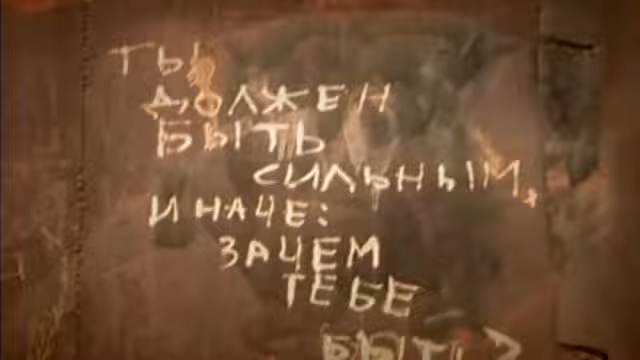 ТЫ
ДОЛЖЕН
БЫТЬ
СИЛЬНЫМ,
ИНАЧЕ:
ЗАЧЕМ
ТЕБЕ
БЫТЬ?